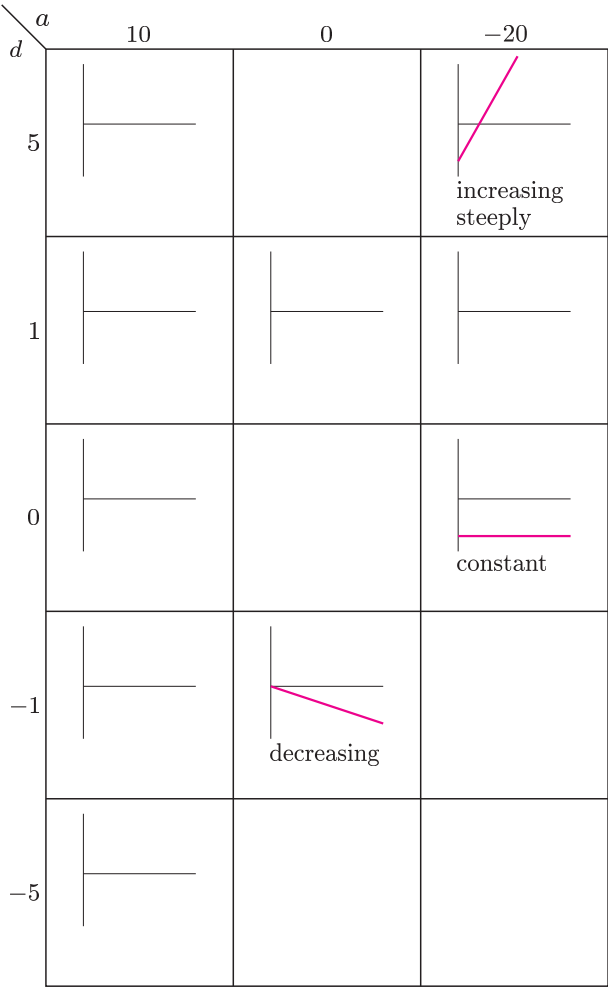 a
d
10 0 −20
5
increasing
steeply
1
0
constant
−1
decreasing
−5